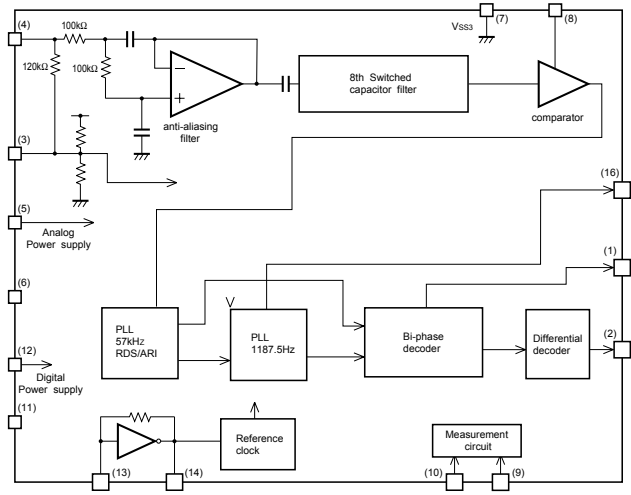 (4)
100kΩ
120kΩ
100kΩ
anti-aliasing
filter
8th Switched
capacitor filter
VSS3
(7)
(8)
comparator
(3)
(5)
Analog
Power supply
(16)
(6)
(1)
PLL
57kHz
RDS/ARI
V
PLL
1187.5Hz
Bi-phase
decoder
Differential
decoder
(2)
(12)
Digital
Power supply
(11)
Reference
clock
Measurement
circuit
(13)
(14)
(10)
(9)